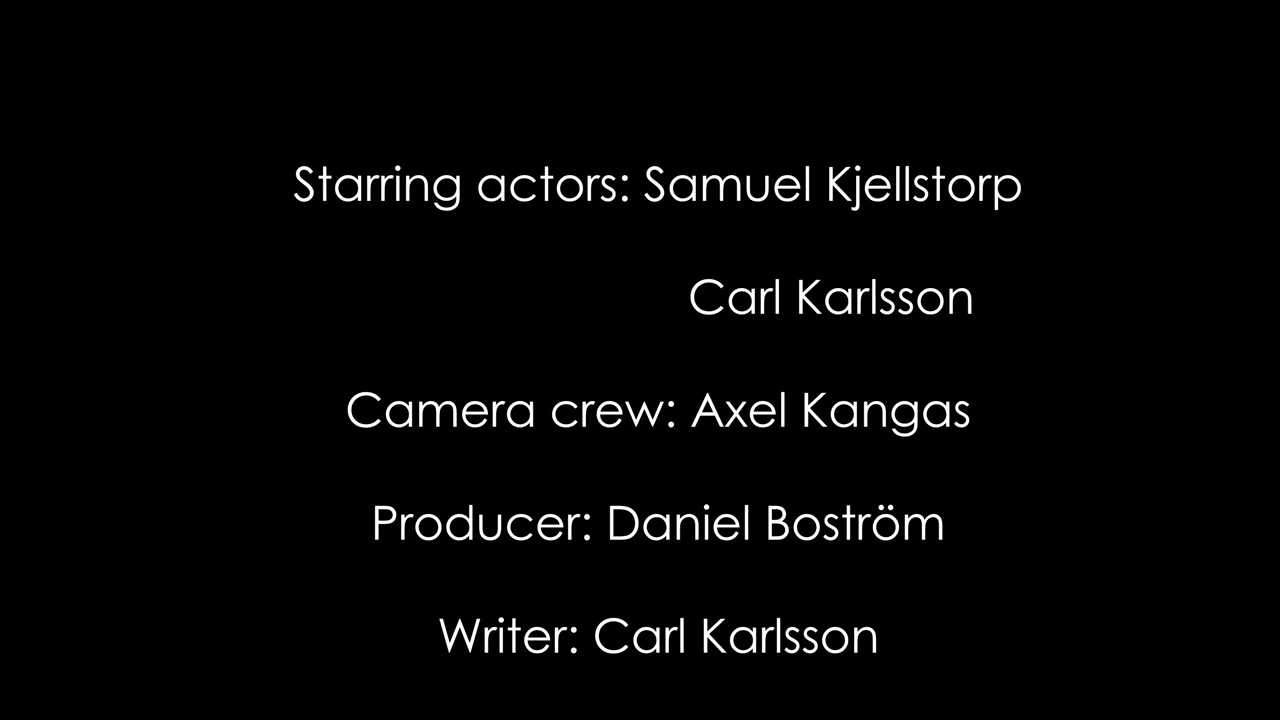 Starring actors: Samuel Kjellstorp
Carl Karlsson
Camera crew: Axel Kangas
Producer: Daniel Boström
Writer: Carl Karlsson